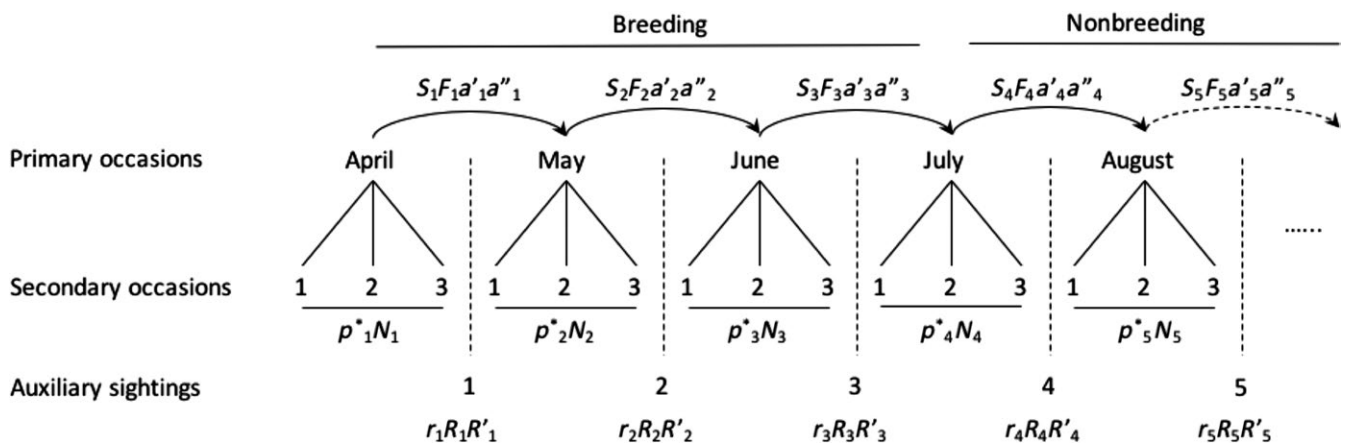 Breeding Nonbreeding
S₁F₁a′₁a″₁ S₂F₂a′₂a″₂ S₃F₃a′₃a″₃ S₄F₄a′₄a″₄ S₅F₅a′₅a″₅
Primary occasions April May June July August
......
Secondary occasions 1 2 3 1 2 3 1 2 3 1 2 3 1 2 3
p*₁N₁ p*₂N₂ p*₃N₃ p*₄N₄ p*₅N₅
Auxiliary sightings 1 2 3 4 5
r₁R₁R′₁ r₂R₂R′₂ r₃R₃R′₃ r₄R₄R′₄ r₅R₅R′₅